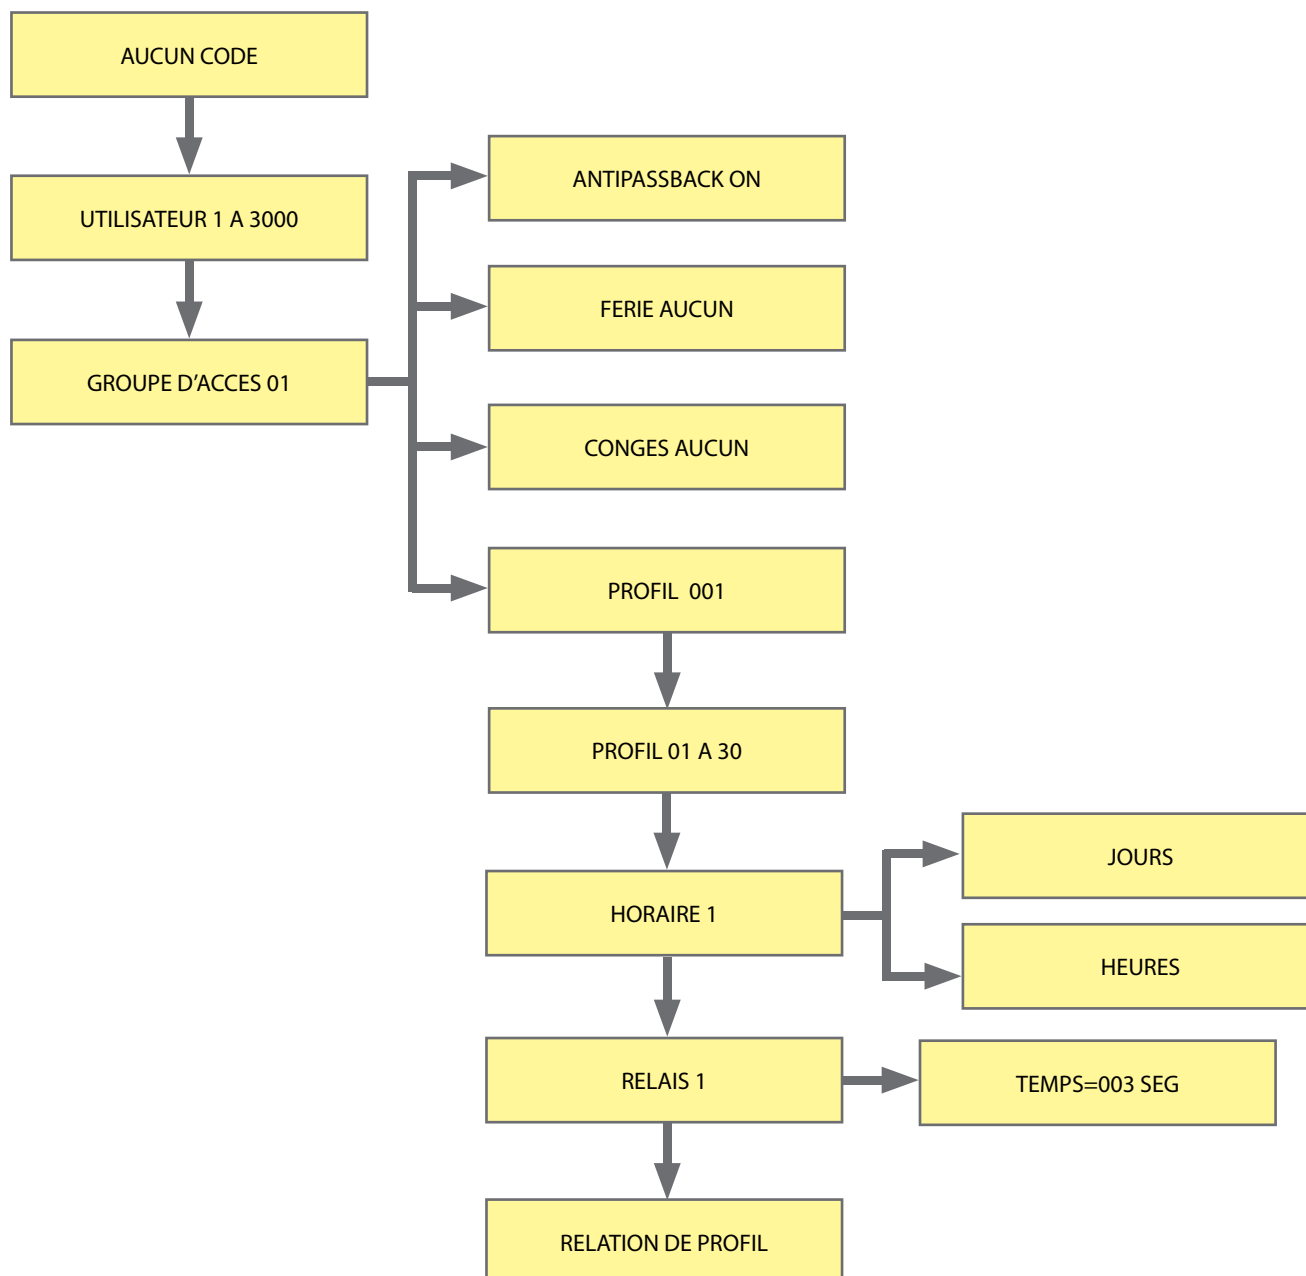 AUCUN CODE
UTILISATEUR 1 A 3000
GROUPE D'ACCES 01
ANTIPASSBACK ON
FERIE AUCUN
CONGES AUCUN
PROFIL 001
PROFIL 01 A 30
HORAIRE 1
JOURS
HEURES
RELAIS 1
TEMPS=003 SEG
RELATION DE PROFIL